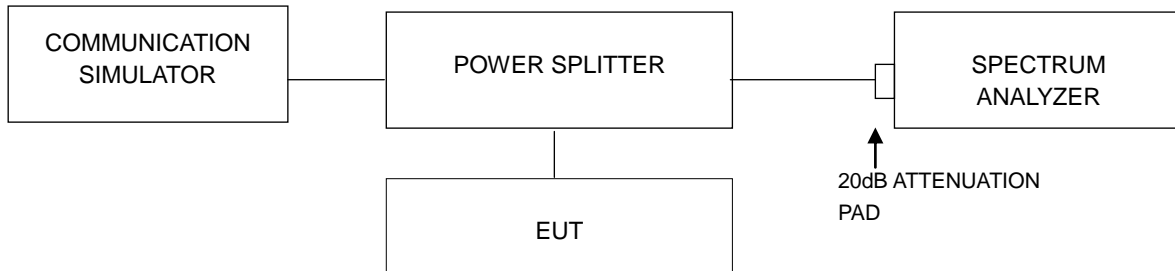 COMMUNICATION
SIMULATOR
POWER SPLITTER
SPECTRUM
ANALYZER
20dB ATTENUATION
PAD
EUT